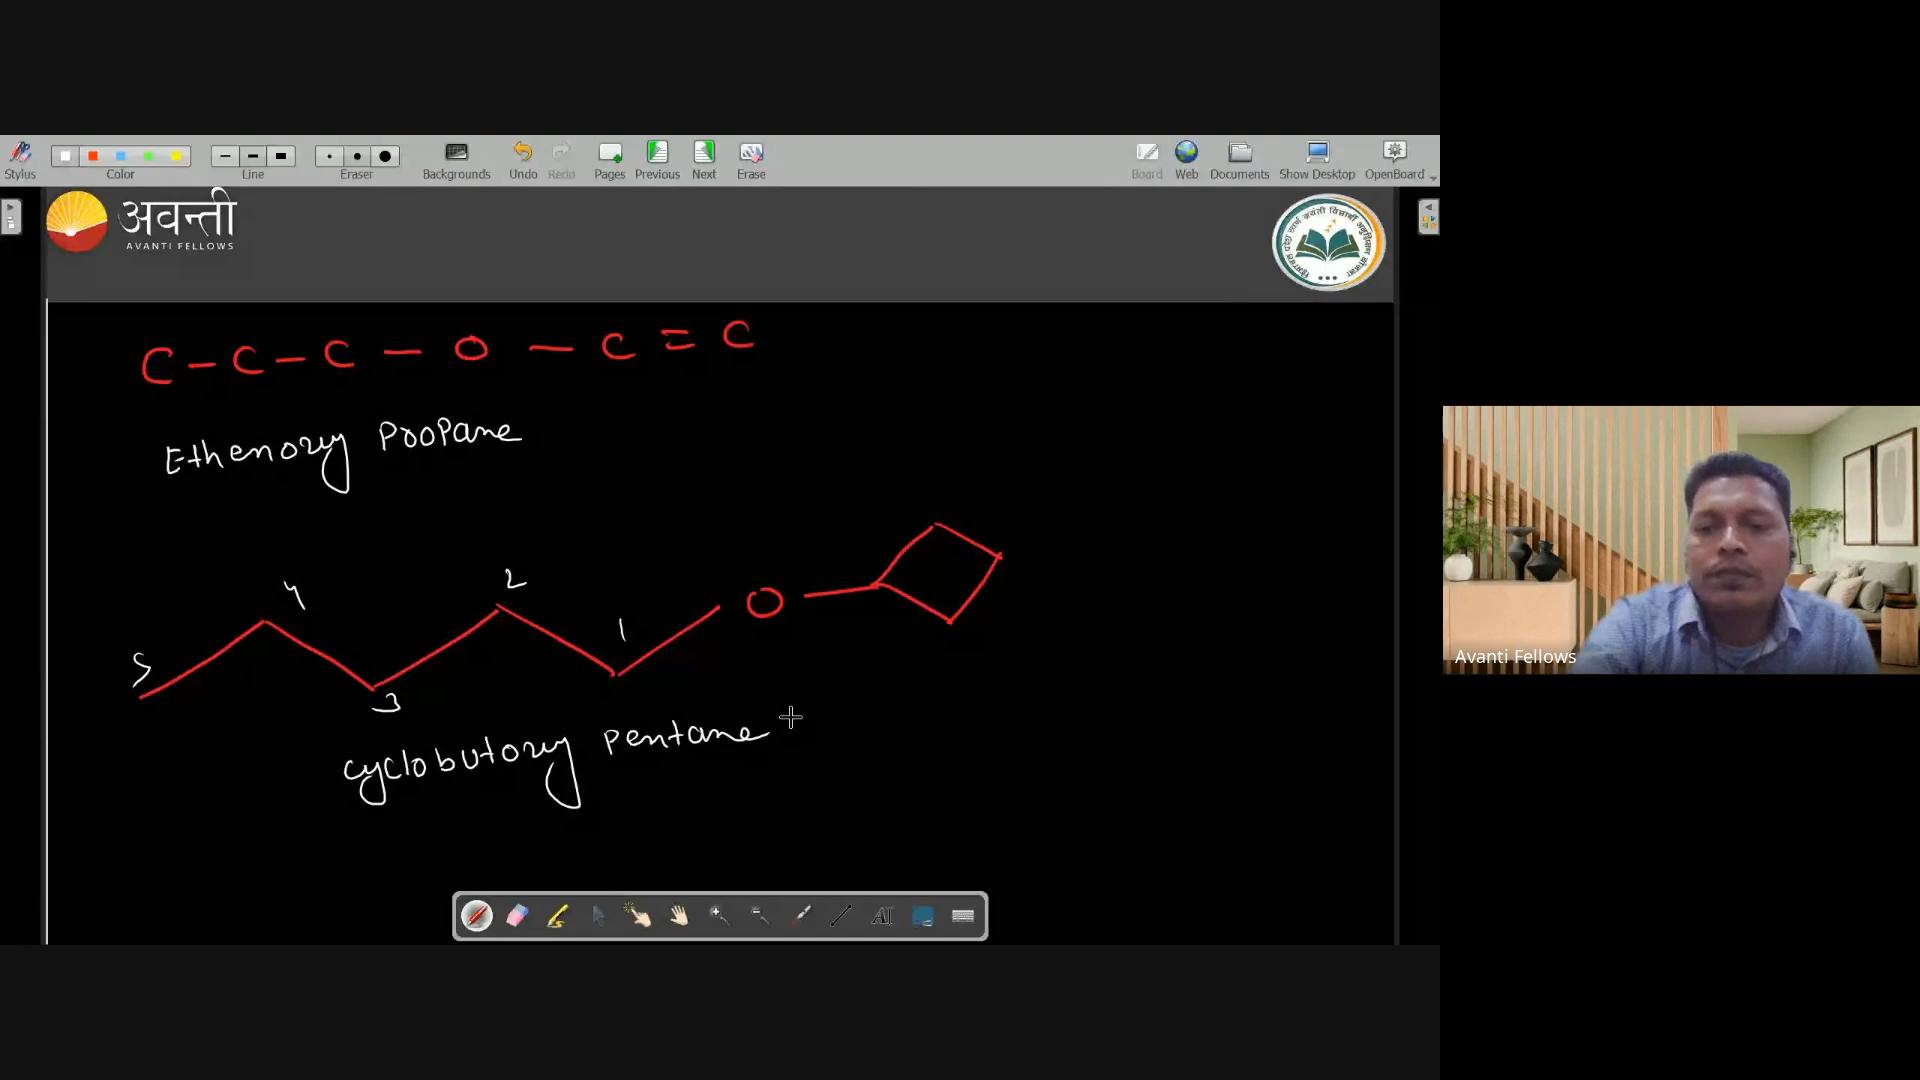 Stylus Color Line Eraser Backgrounds Undo Redo Pages Previous Next Erase Board Web Documents Show Desktop OpenBoard
अवन्ती
AVANTI FELLOWS
C - C - C - O - C = C
Ethenoxy propane
5 4 3 2 1 O
cyclobutoxy pentane
Avanti Fellows